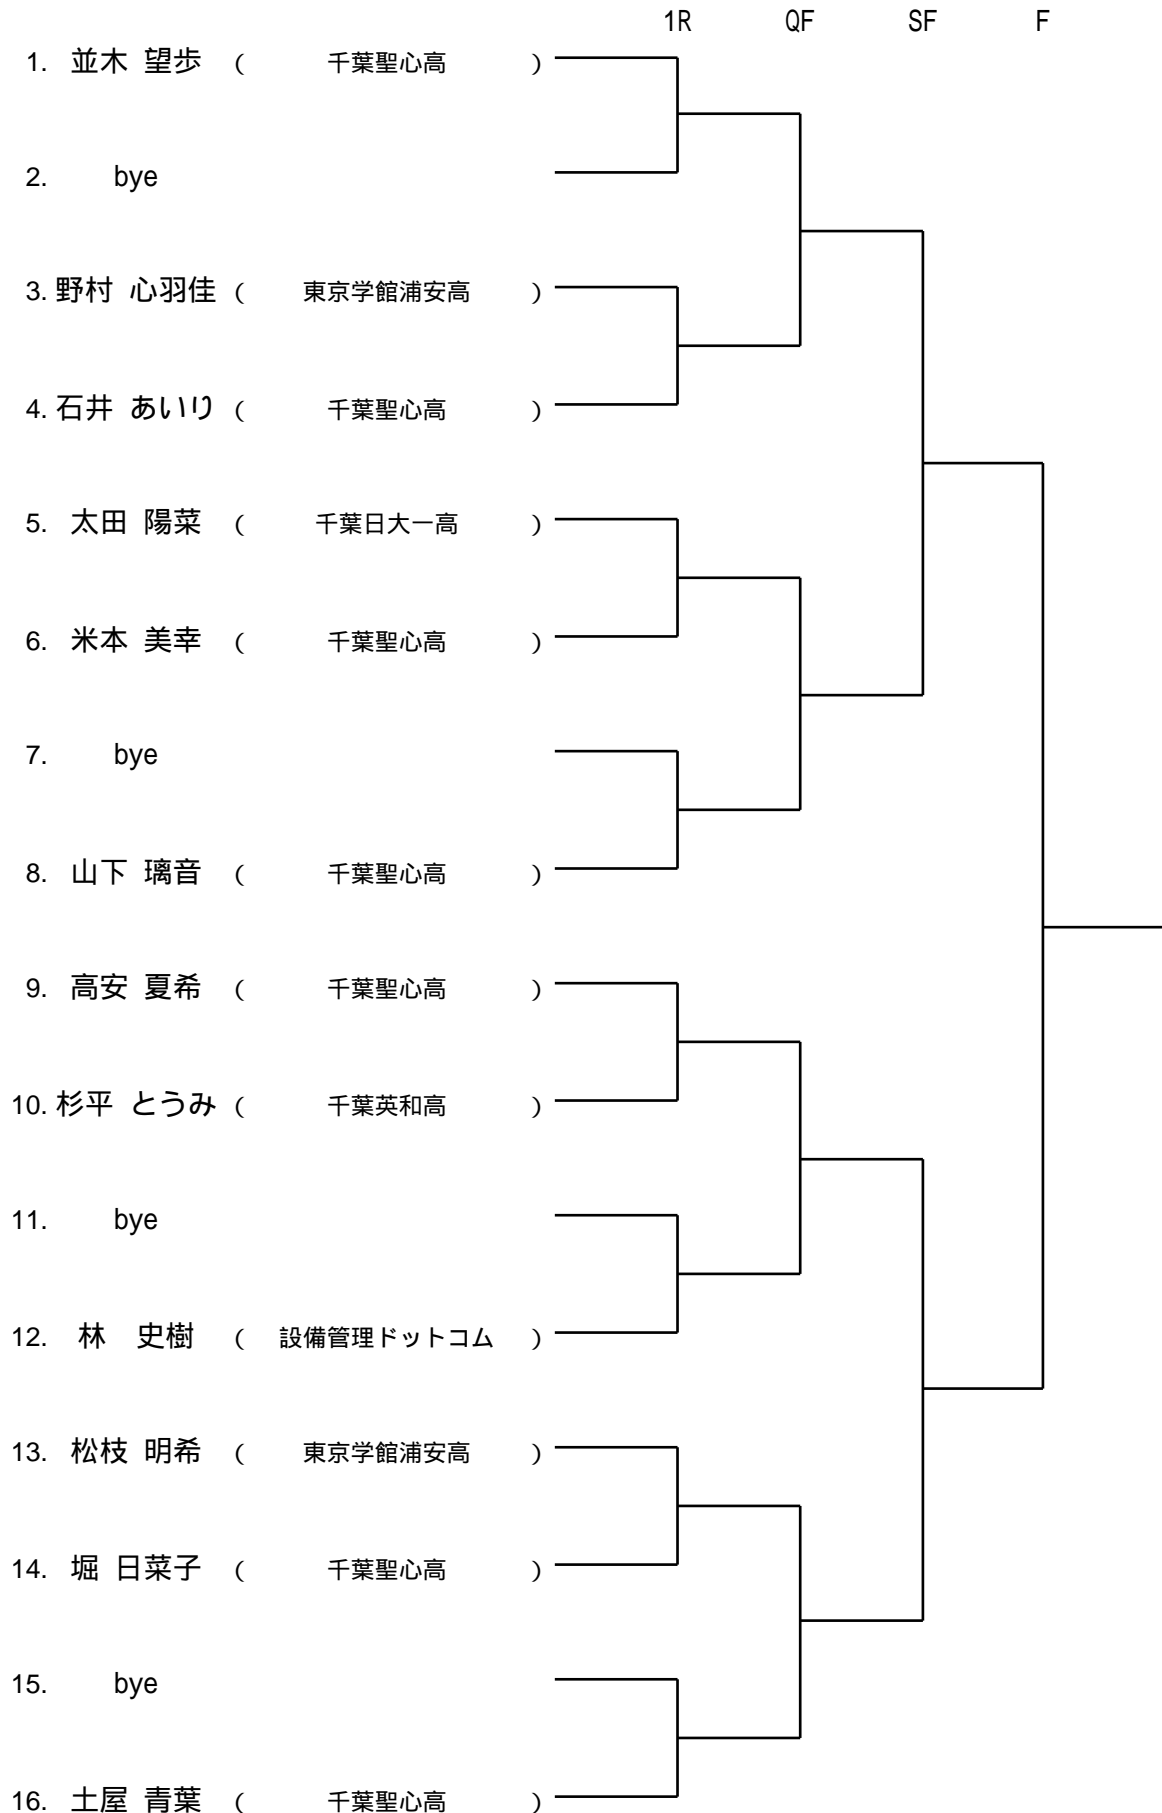 1R QF SF F
1. 並木 望歩 ( 千葉聖心高 )
2. bye
3. 野村 心羽佳 ( 東京学館浦安高 )
4. 石井 あいり ( 千葉聖心高 )
5. 太田 陽菜 ( 千葉日大一高 )
6. 米本 美幸 ( 千葉聖心高 )
7. bye
8. 山下 璃音 ( 千葉聖心高 )
9. 高安 夏希 ( 千葉聖心高 )
10. 杉平 とうみ ( 千葉英和高 )
11. bye
12. 林 史樹 ( 設備管理ドットコム )
13. 松枝 明希 ( 東京学館浦安高 )
14. 堀 日菜子 ( 千葉聖心高 )
15. bye
16. 土屋 青葉 ( 千葉聖心高 )